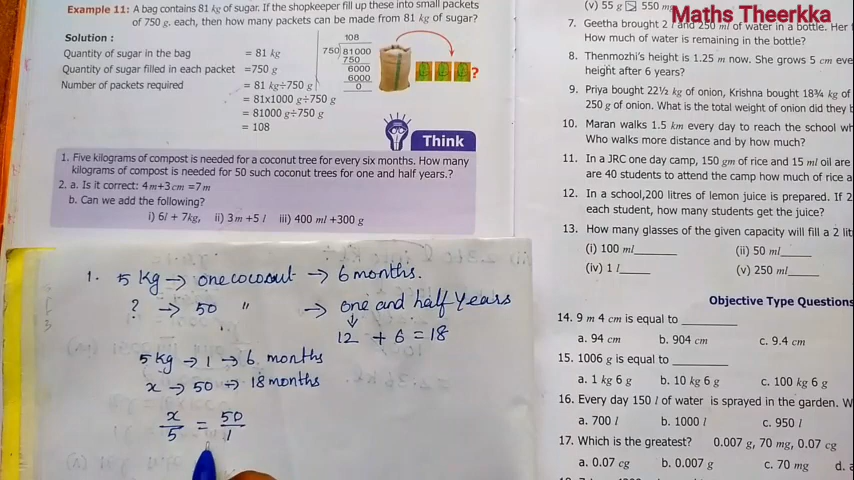 Example 11: A bag contains 81 kg of sugar. If the shopkeeper fill up these into small packets
of 750 g. each, then how many packets can be made from 81 kg of sugar?
Solution :
Quantity of sugar in the bag = 81 kg
Quantity of sugar filled in each packet =750 g
Number of packets required = 81 kg÷750 g
= 81x1000 g÷750 g
= 81000 g÷750 g
= 108
108
750 81000
750
6000
6000
0
?
Think
1. Five kilograms of compost is needed for a coconut tree for every six months. How many
kilograms of compost is needed for 50 such coconut trees for one and half years.?
2. a. Is it correct: 4m+3cm =7m
b. Can we add the following?
i) 6l + 7kg, ii) 3m +5 l iii) 400 ml +300 g
1. 5 Kg → one coconut → 6 months.
? → 50 " → one and half Years
12 + 6 = 18
5 Kg → 1 → 6 months
x → 50 → 18 months
x/5 = 50/1
Maths Theerkka
(v) 55 g 550 m
7. Geetha brought 2 l and 250 ml of water in a bottle. Her
How much of water is remaining in the bottle?
8. Thenmozhi's height is 1.25 m now. She grows 5 cm eve
height after 6 years?
9. Priya bought 22½ kg of onion, Krishna bought 18¾ kg of
250 g of onion. What is the total weight of onion did they b
10. Maran walks 1.5 km every day to reach the school wh
Who walks more distance and by how much?
11. In a JRC one day camp, 150 gm of rice and 15 ml oil are
are 40 students to attend the camp how much of rice a
12. In a school,200 litres of lemon juice is prepared. If 2
each student, how many students get the juice?
13. How many glasses of the given capacity will fill a 2 lit
(i) 100 ml_______ (ii) 50 ml_____
(iv) 1 l_______ (v) 250 ml_____
Objective Type Questions
14. 9 m 4 cm is equal to ________
a. 94 cm b. 904 cm c. 9.4 cm
15. 1006 g is equal to ________
a. 1 kg 6 g b. 10 kg 6 g c. 100 kg 6 g
16. Every day 150 l of water is sprayed in the garden. W
a. 700 l b. 1000 l c. 950 l
17. Which is the greatest? 0.007 g, 70 mg, 0.07 cg
a. 0.07 cg b. 0.007 g c. 70 mg d.